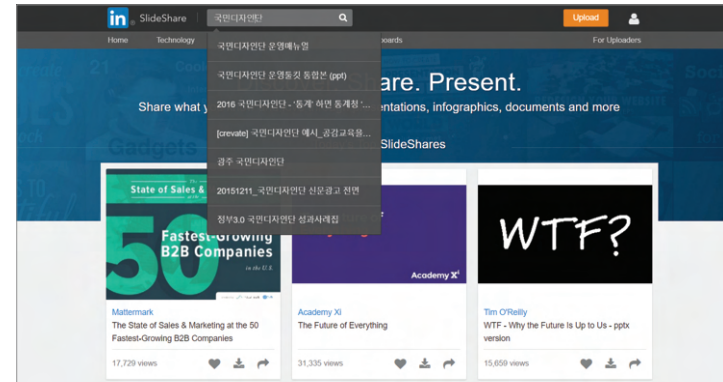 in SlideShare 국민디자인단 Upload
Home Technology For Uploaders
국민디자인단 운영메뉴얼
국민디자인단 운영툴킷 통합본 (ppt)
2016 국민디자인단 - '통계' 하면 통계청 '...
[crevate] 국민디자인단 예시_공감교육을...
광주 국민디자인단
20151211_국민디자인단 신문광고 전면
정부3.0 국민디자인단 성과사례집
are. Present.
Share what y
ntations, infographics, documents and more
SlideShares
The
State of Sales &
50
Fastest-Growing
B2B Companies
in the U.S.
Academy Xi
WTF?
Mattermark
The State of Sales & Marketing at the 50
Fastest-Growing B2B Companies
17,729 views
Academy Xi
The Future of Everything
31,335 views
Tim O'Reilly
WTF - Why the Future Is Up to Us - pptx
version
15,659 views